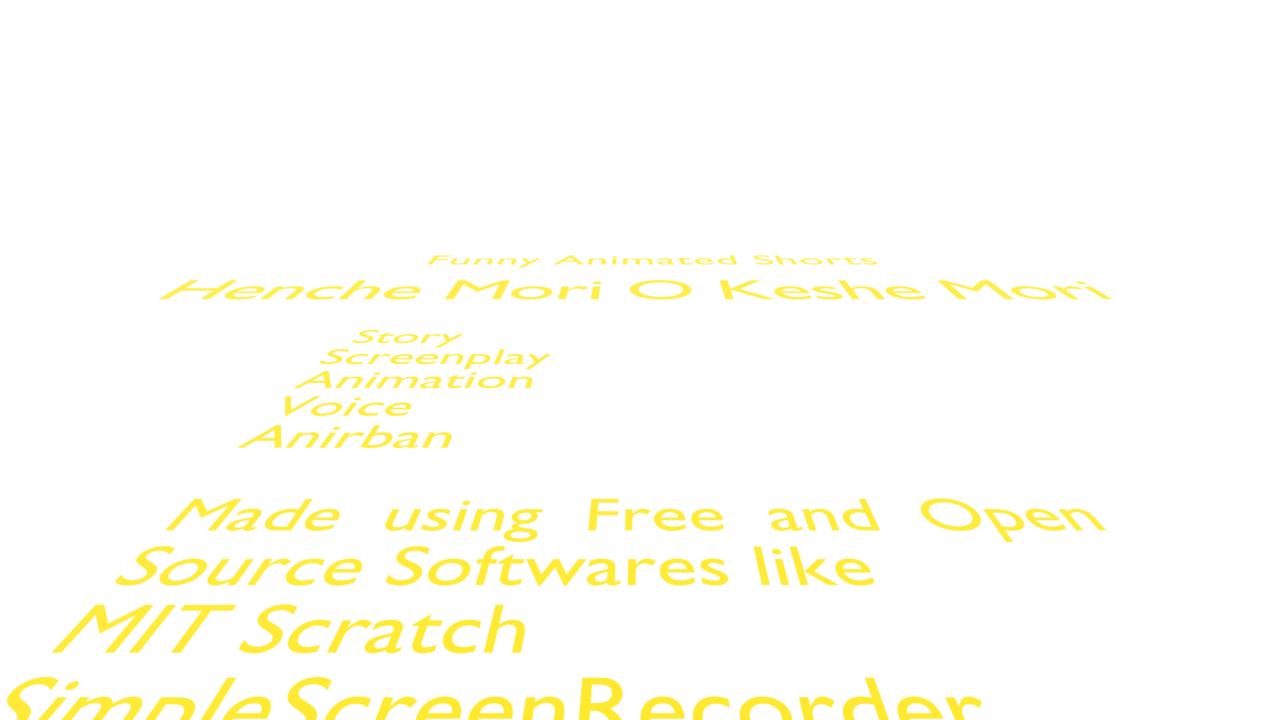 Funny Animated Shorts
Henche Mori O Keshe Mori
Story
Screenplay
Animation
Voice
Anirban
Made using Free and Open
Source Softwares like
MIT Scratch
SimpleScreenRecorder